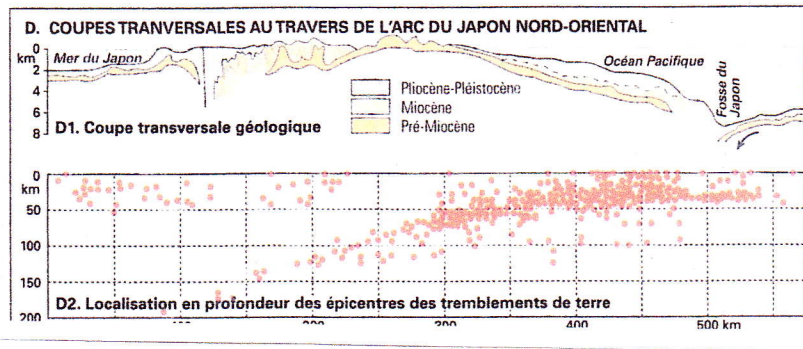 D. COUPES TRANVERSALES AU TRAVERS DE L'ARC DU JAPON NORD-ORIENTAL
0
km
2
4
6
8
Mer du Japon
Océan Pacifique
Fosse du
Japon
Pliocène-Pléistocène
Miocène
Pré-Miocène
D1. Coupe transversale géologique
0
km
50
100
150
200
D2. Localisation en profondeur des épicentres des tremblements de terre
200
300
400
500 km